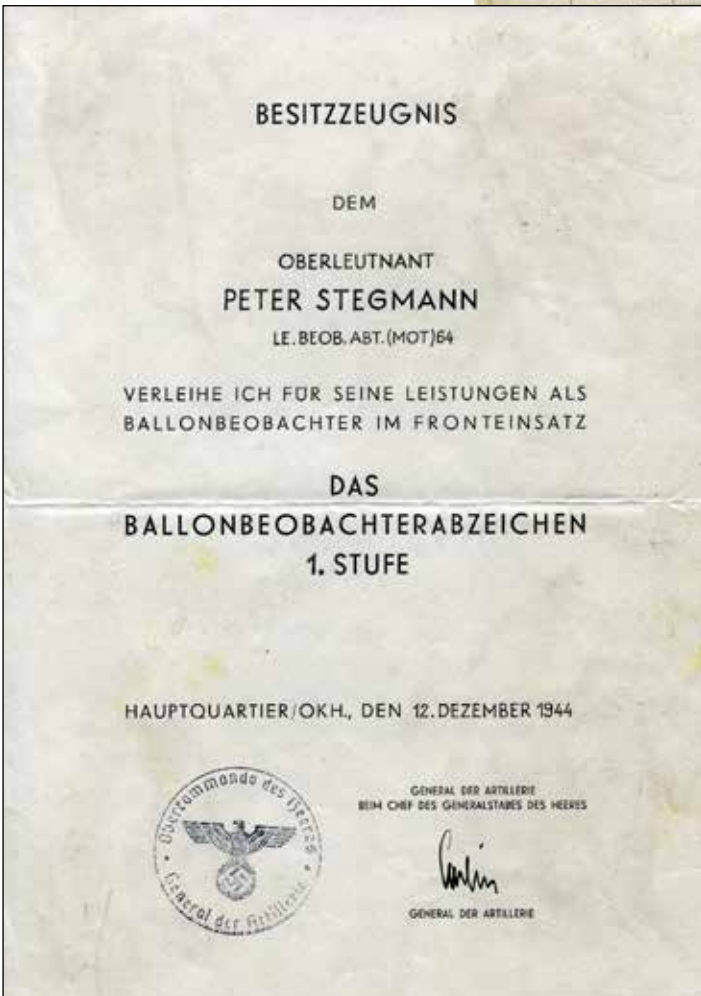 BESITZZEUGNIS
DEM
OBERLEUTNANT
PETER STEGMANN
LE. BEOB. ABT. (MOT)64
VERLEIHE ICH FÜR SEINE LEISTUNGEN ALS
BALLONBEOBACHTER IM FRONTEINSATZ
DAS
BALLONBEOBACHTERABZEICHEN
1. STUFE
HAUPTQUARTIER/OKH., DEN 12. DEZEMBER 1944
Oberkommando des Heeres
General der Artillerie
GENERAL DER ARTILLERIE
BEIM CHEF DES GENERALSTABES DES HEERES
GENERAL DER ARTILLERIE